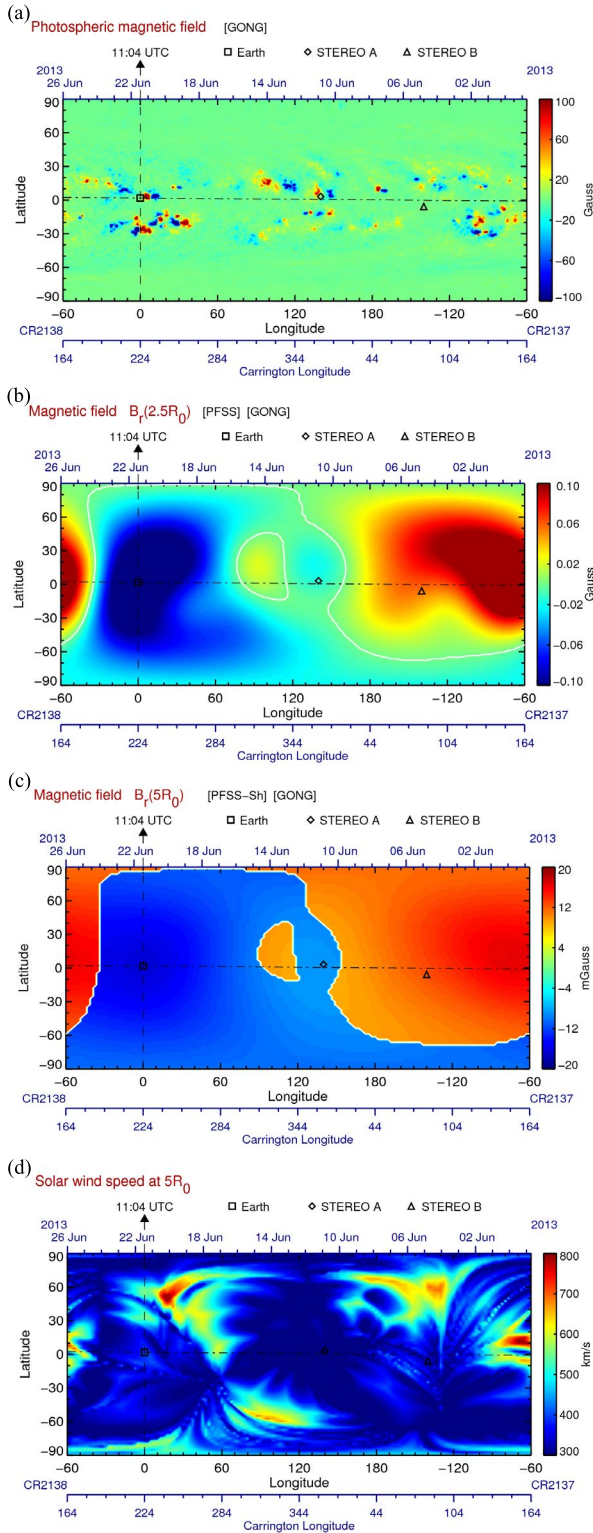 (a)
Photospheric magnetic field [GONG]
11:04 UTC Earth STEREO A STEREO B
2013 2013
26 Jun 22 Jun 18 Jun 14 Jun 10 Jun 06 Jun 02 Jun
90
60
30
0
−30
−60
−90
Latitude
100
60
20
−20
−60
−100
Gauss
−60 0 60 120 180 −120 −60
Longitude
CR2138 CR2137
164 224 284 344 44 104 164
Carrington Longitude
(b)
Magnetic field Br(2.5R0) [PFSS] [GONG]
11:04 UTC Earth STEREO A STEREO B
2013 2013
26 Jun 22 Jun 18 Jun 14 Jun 10 Jun 06 Jun 02 Jun
90
60
30
0
−30
−60
−90
Latitude
0.10
0.06
0.02
−0.02
−0.06
−0.10
Gauss
−60 0 60 120 180 −120 −60
Longitude
CR2138 CR2137
164 224 284 344 44 104 164
Carrington Longitude
(c)
Magnetic field Br(5R0) [PFSS−Sh] [GONG]
11:04 UTC Earth STEREO A STEREO B
2013 2013
26 Jun 22 Jun 18 Jun 14 Jun 10 Jun 06 Jun 02 Jun
90
60
30
0
−30
−60
−90
Latitude
20
12
4
−4
−12
−20
mGauss
−60 0 60 120 180 −120 −60
Longitude
CR2138 CR2137
164 224 284 344 44 104 164
Carrington Longitude
(d)
Solar wind speed at 5R0
11:04 UTC Earth STEREO A STEREO B
2013 2013
26 Jun 22 Jun 18 Jun 14 Jun 10 Jun 06 Jun 02 Jun
90
60
30
0
−30
−60
−90
Latitude
800
700
600
500
400
300
km/s
−60 0 60 120 180 −120 −60
Longitude
CR2138 CR2137
164 224 284 344 44 104 164
Carrington Longitude